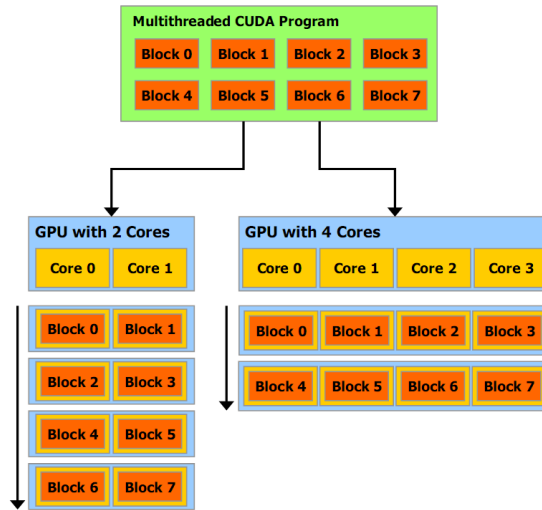 Multithreaded CUDA Program
Block 0 Block 1 Block 2 Block 3
Block 4 Block 5 Block 6 Block 7
GPU with 2 Cores
Core 0 Core 1
Block 0 Block 1
Block 2 Block 3
Block 4 Block 5
Block 6 Block 7
GPU with 4 Cores
Core 0 Core 1 Core 2 Core 3
Block 0 Block 1 Block 2 Block 3
Block 4 Block 5 Block 6 Block 7